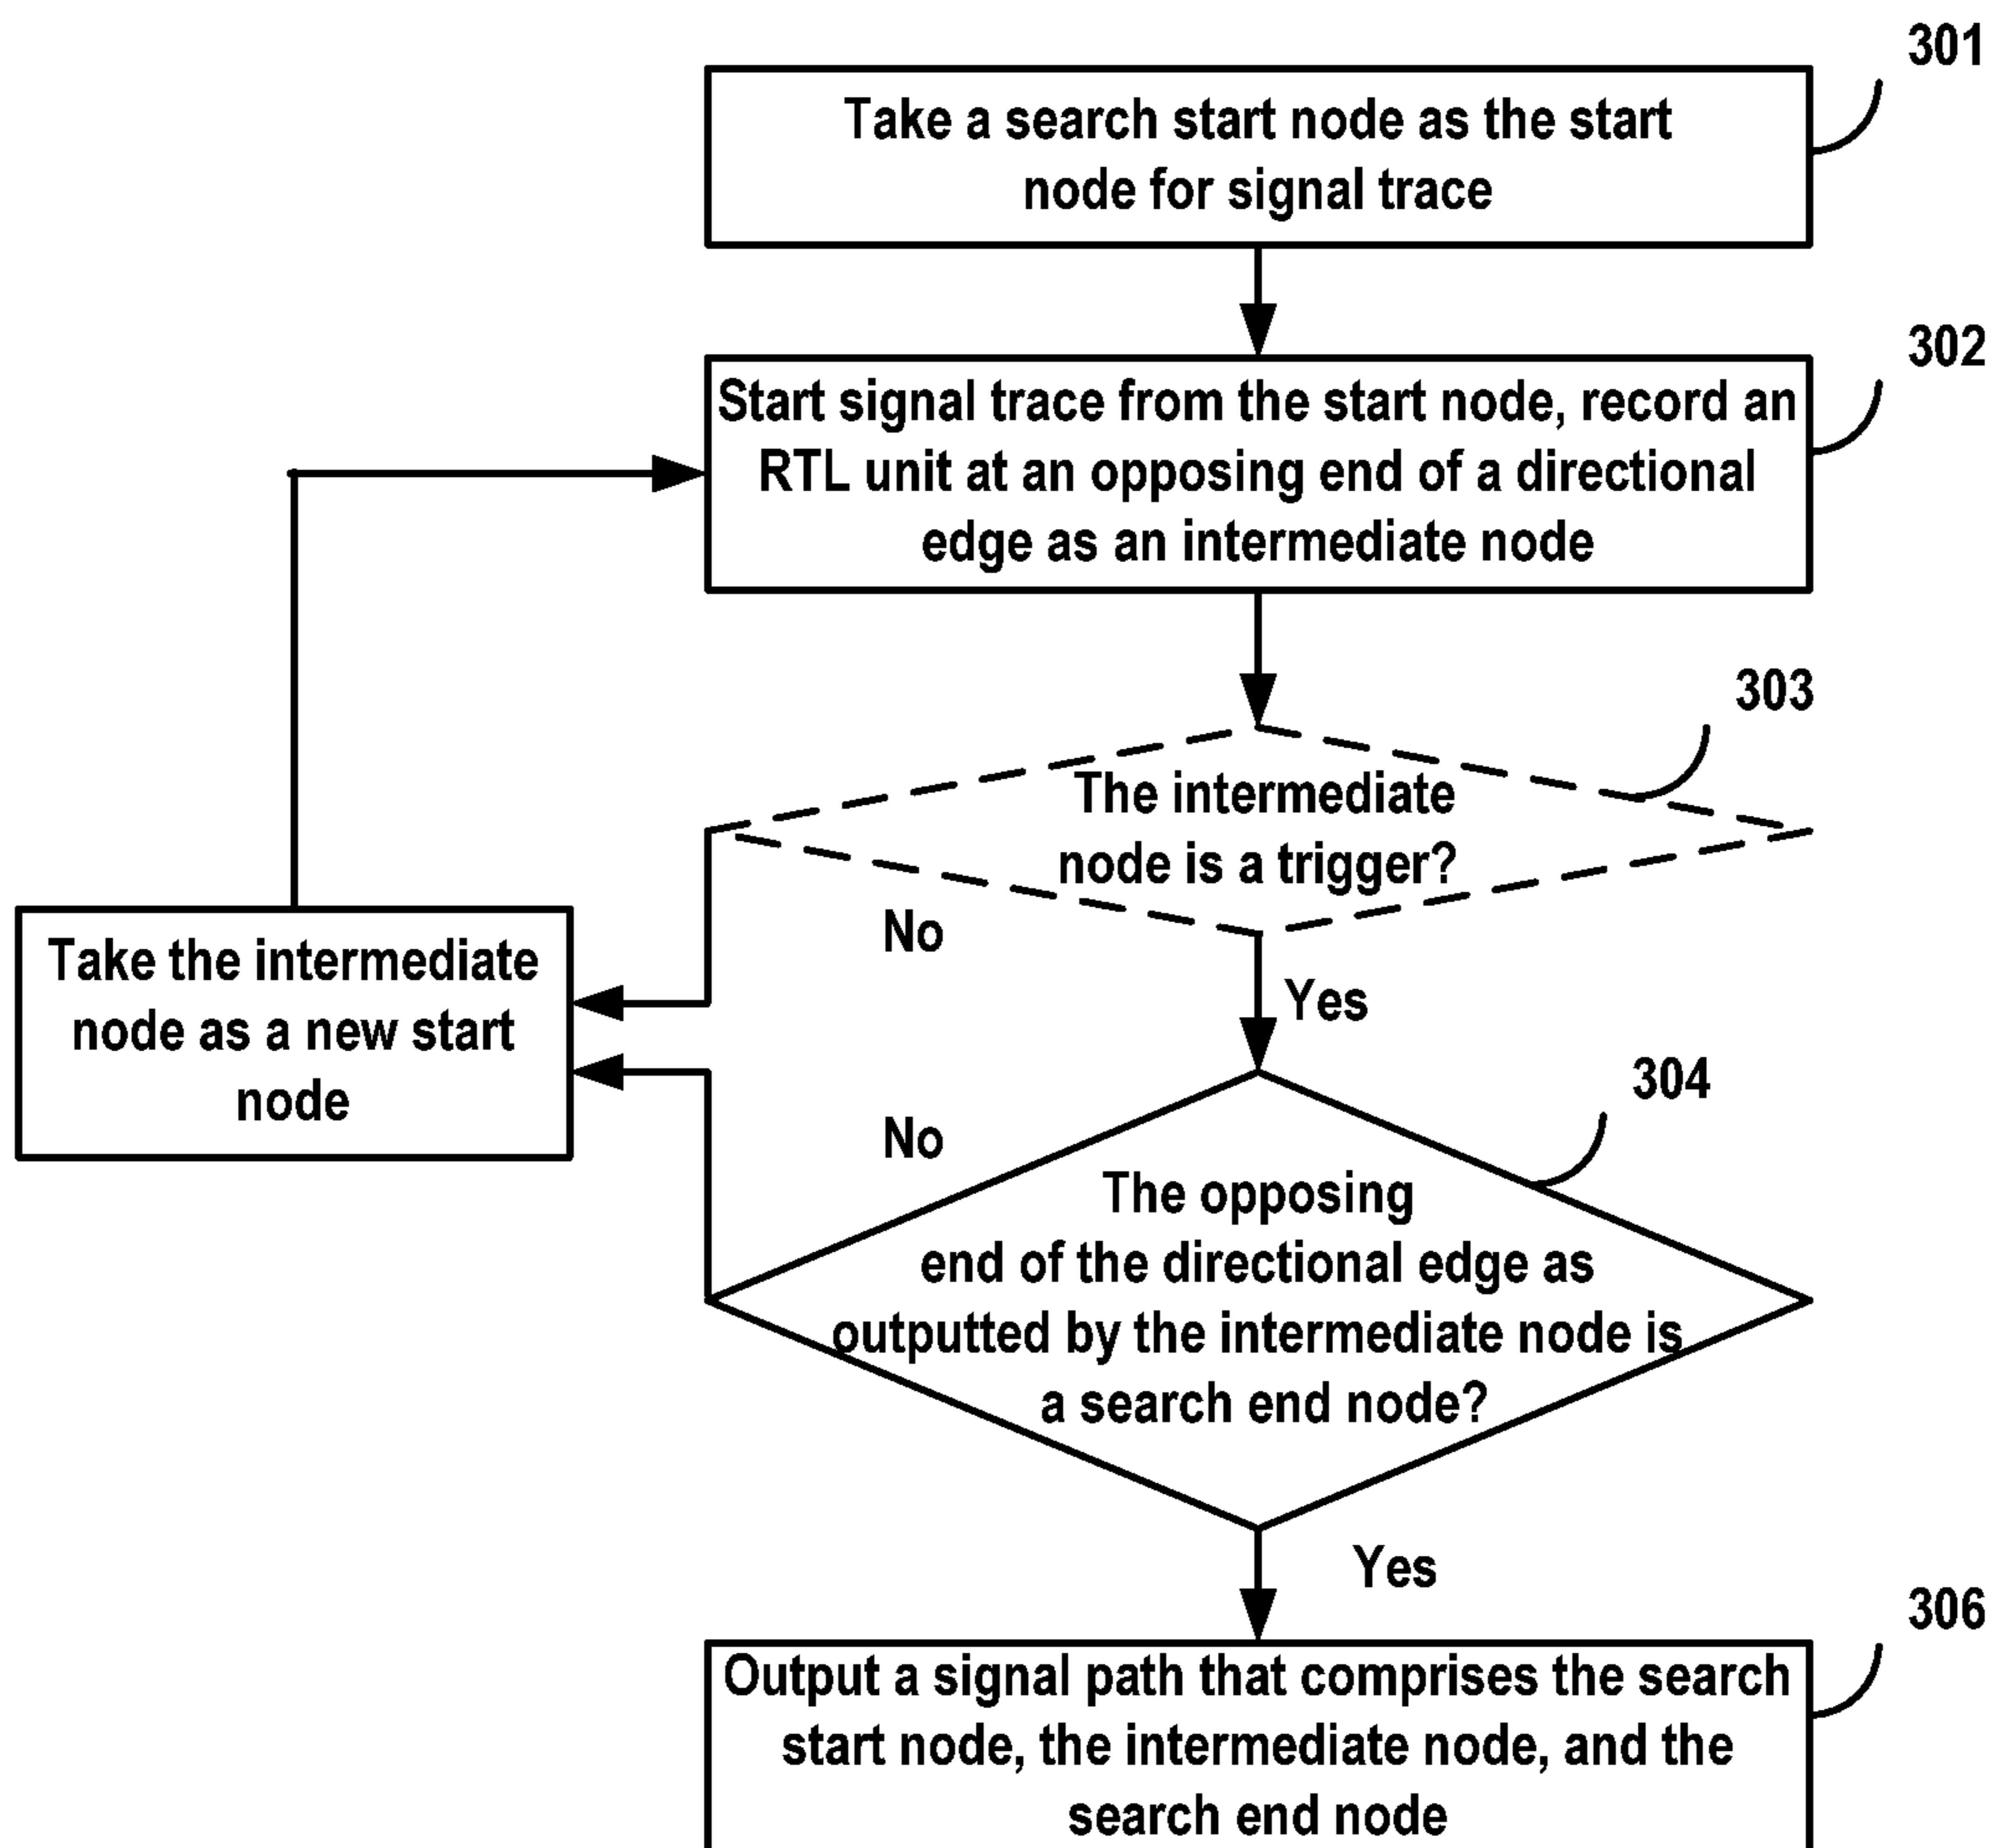 301
Take a search start node as the start
node for signal trace
302
Start signal trace from the start node, record an
RTL unit at an opposing end of a directional
edge as an intermediate node
303
The intermediate
node is a trigger?
No
Yes
Take the intermediate
node as a new start
node
304
No
The opposing
end of the directional edge as
outputted by the intermediate node is
a search end node?
Yes
306
Output a signal path that comprises the search
start node, the intermediate node, and the
search end node